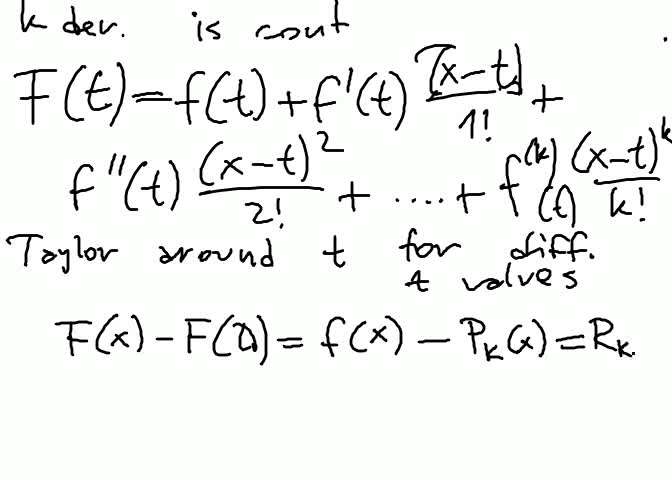 k der. is cont
F(t) = f(t) + f'(t) (x-t)/1! +
f''(t) (x-t)^2/2! + .... + f^(k)(t) (x-t)^k/k!
Taylor around t for diff.
t values
F(x) - F(a) = f(x) - P_k(x) = R_k.